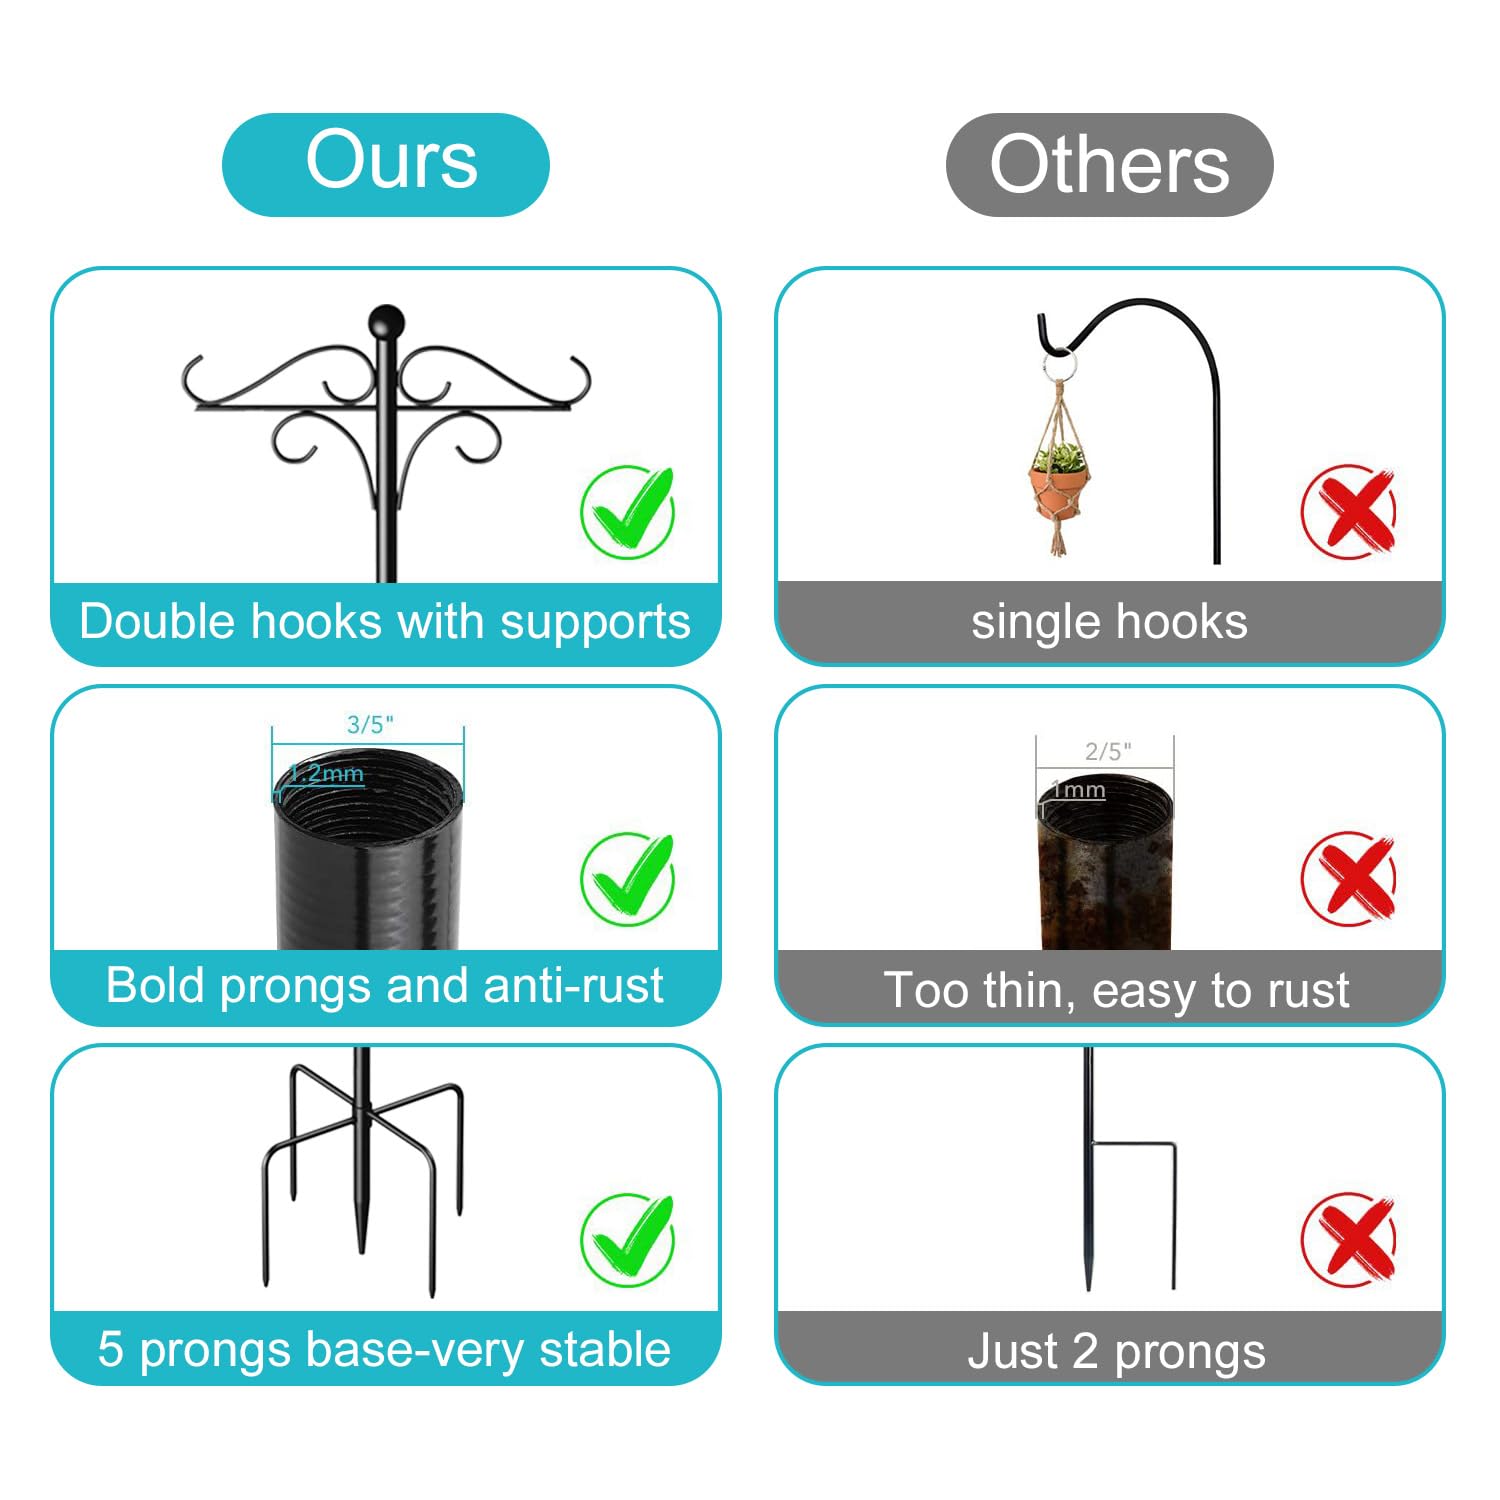 Ours
Others
Double hooks with supports
single hooks
3/5"
1.2mm
2/5"
1mm
Bold prongs and anti-rust
Too thin, easy to rust
5 prongs base-very stable
Just 2 prongs